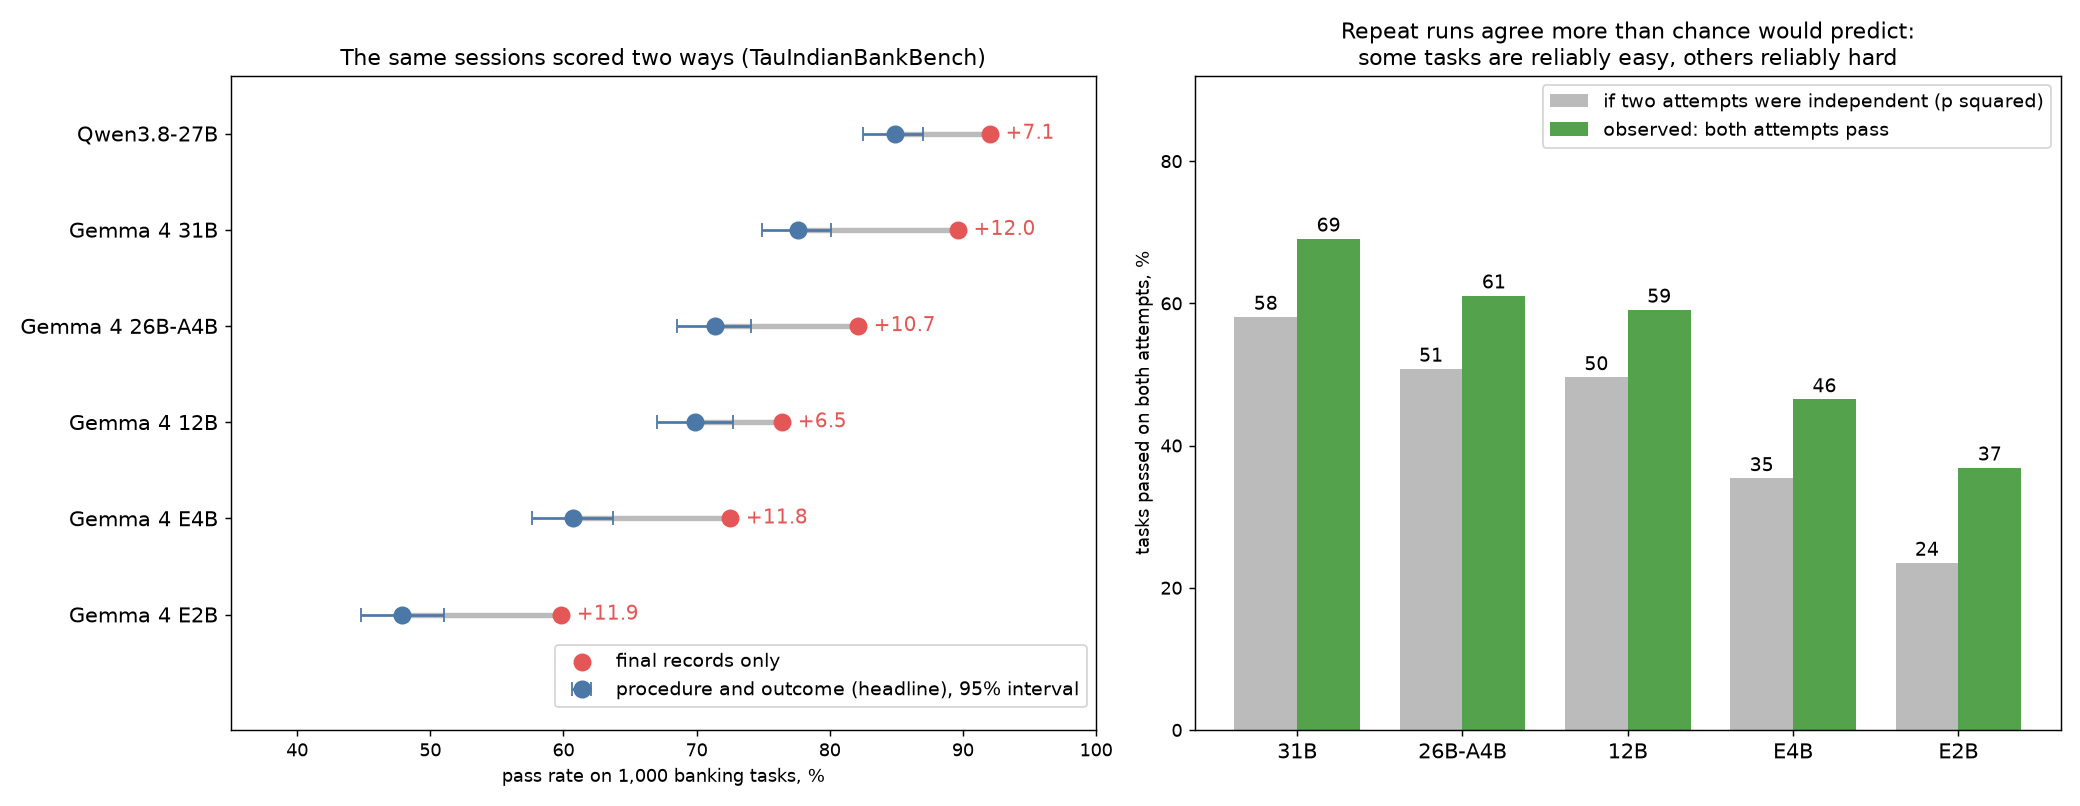 The same sessions scored two ways (TauIndianBankBench)
Qwen3.8-27B
+7.1
Gemma 4 31B
+12.0
Gemma 4 26B-A4B
+10.7
Gemma 4 12B
+6.5
Gemma 4 E4B
+11.8
Gemma 4 E2B
+11.9
final records only
procedure and outcome (headline), 95% interval
40 50 60 70 80 90 100
pass rate on 1,000 banking tasks, %
Repeat runs agree more than chance would predict:
some tasks are reliably easy, others reliably hard
if two attempts were independent (p squared)
observed: both attempts pass
tasks passed on both attempts, %
80
60
40
20
0
58 69
51 61
50 59
35 46
24 37
31B 26B-A4B 12B E4B E2B